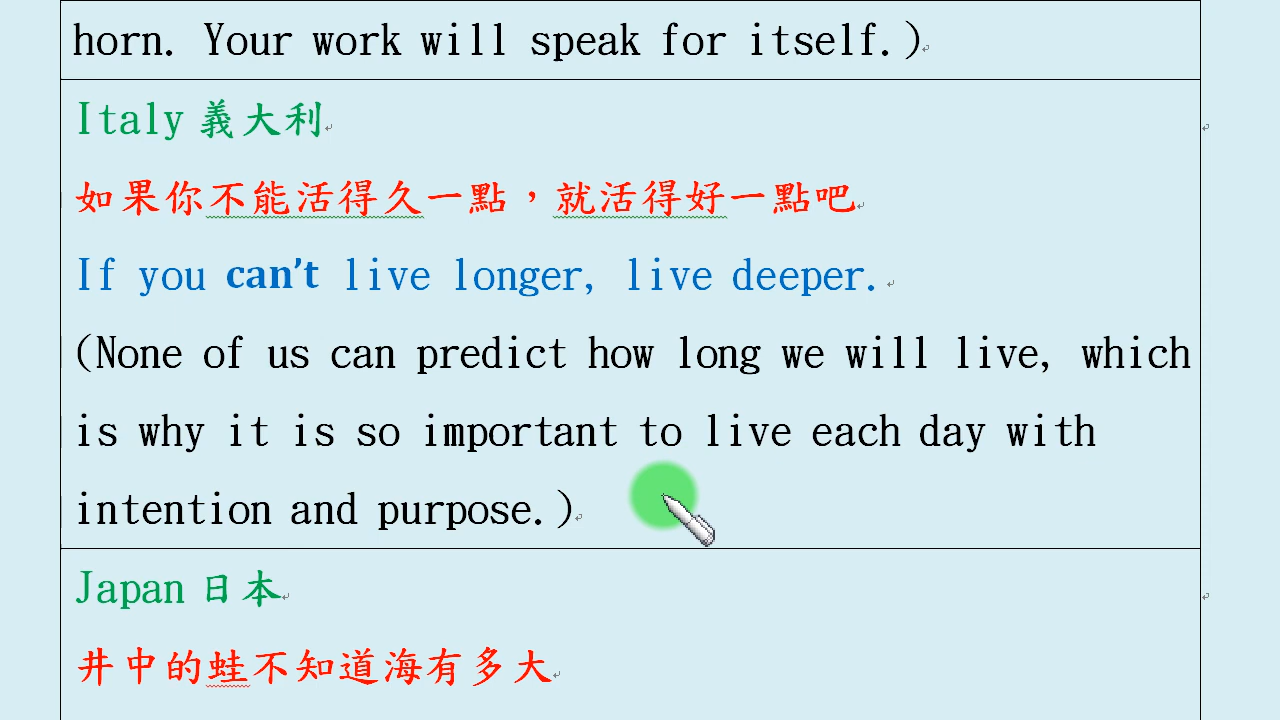 horn. Your work will speak for itself.)
Italy 義大利
如果你不能活得久一點，就活得好一點吧
If you can’t live longer, live deeper.
(None of us can predict how long we will live, which
is why it is so important to live each day with
intention and purpose.)
Japan 日本
井中的蛙不知道海有多大